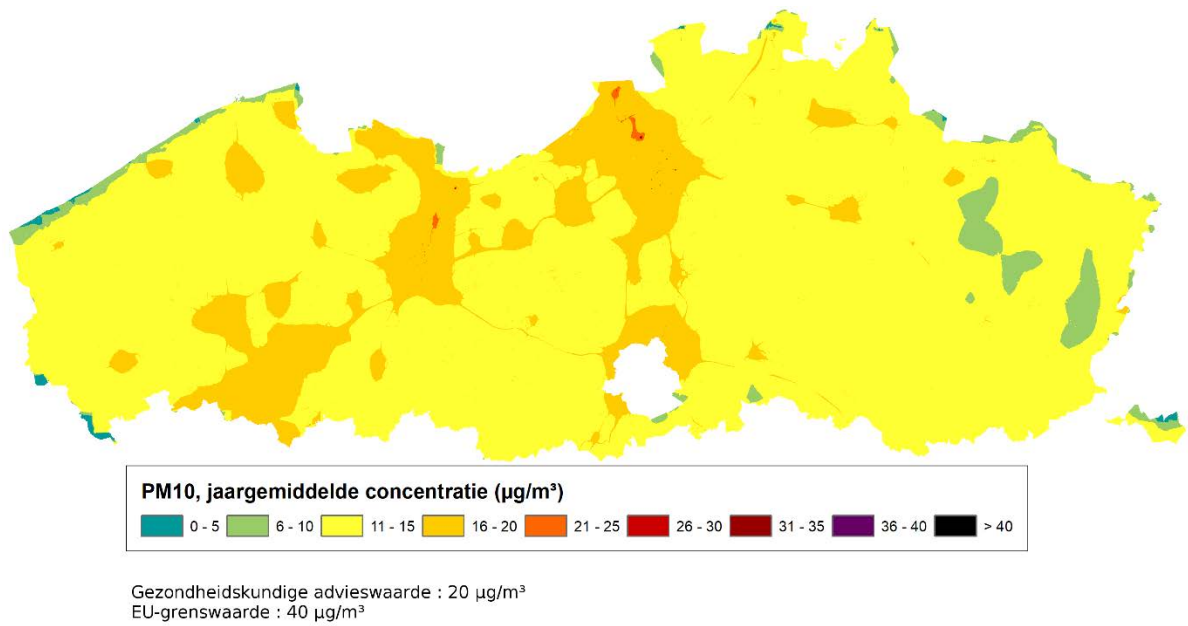 PM10, jaargemiddelde concentratie (µg/m³)
0 - 5 6 - 10 11 - 15 16 - 20 21 - 25 26 - 30 31 - 35 36 - 40 > 40
Gezondheidskundige advieswaarde : 20 µg/m³
EU-grenswaarde : 40 µg/m³